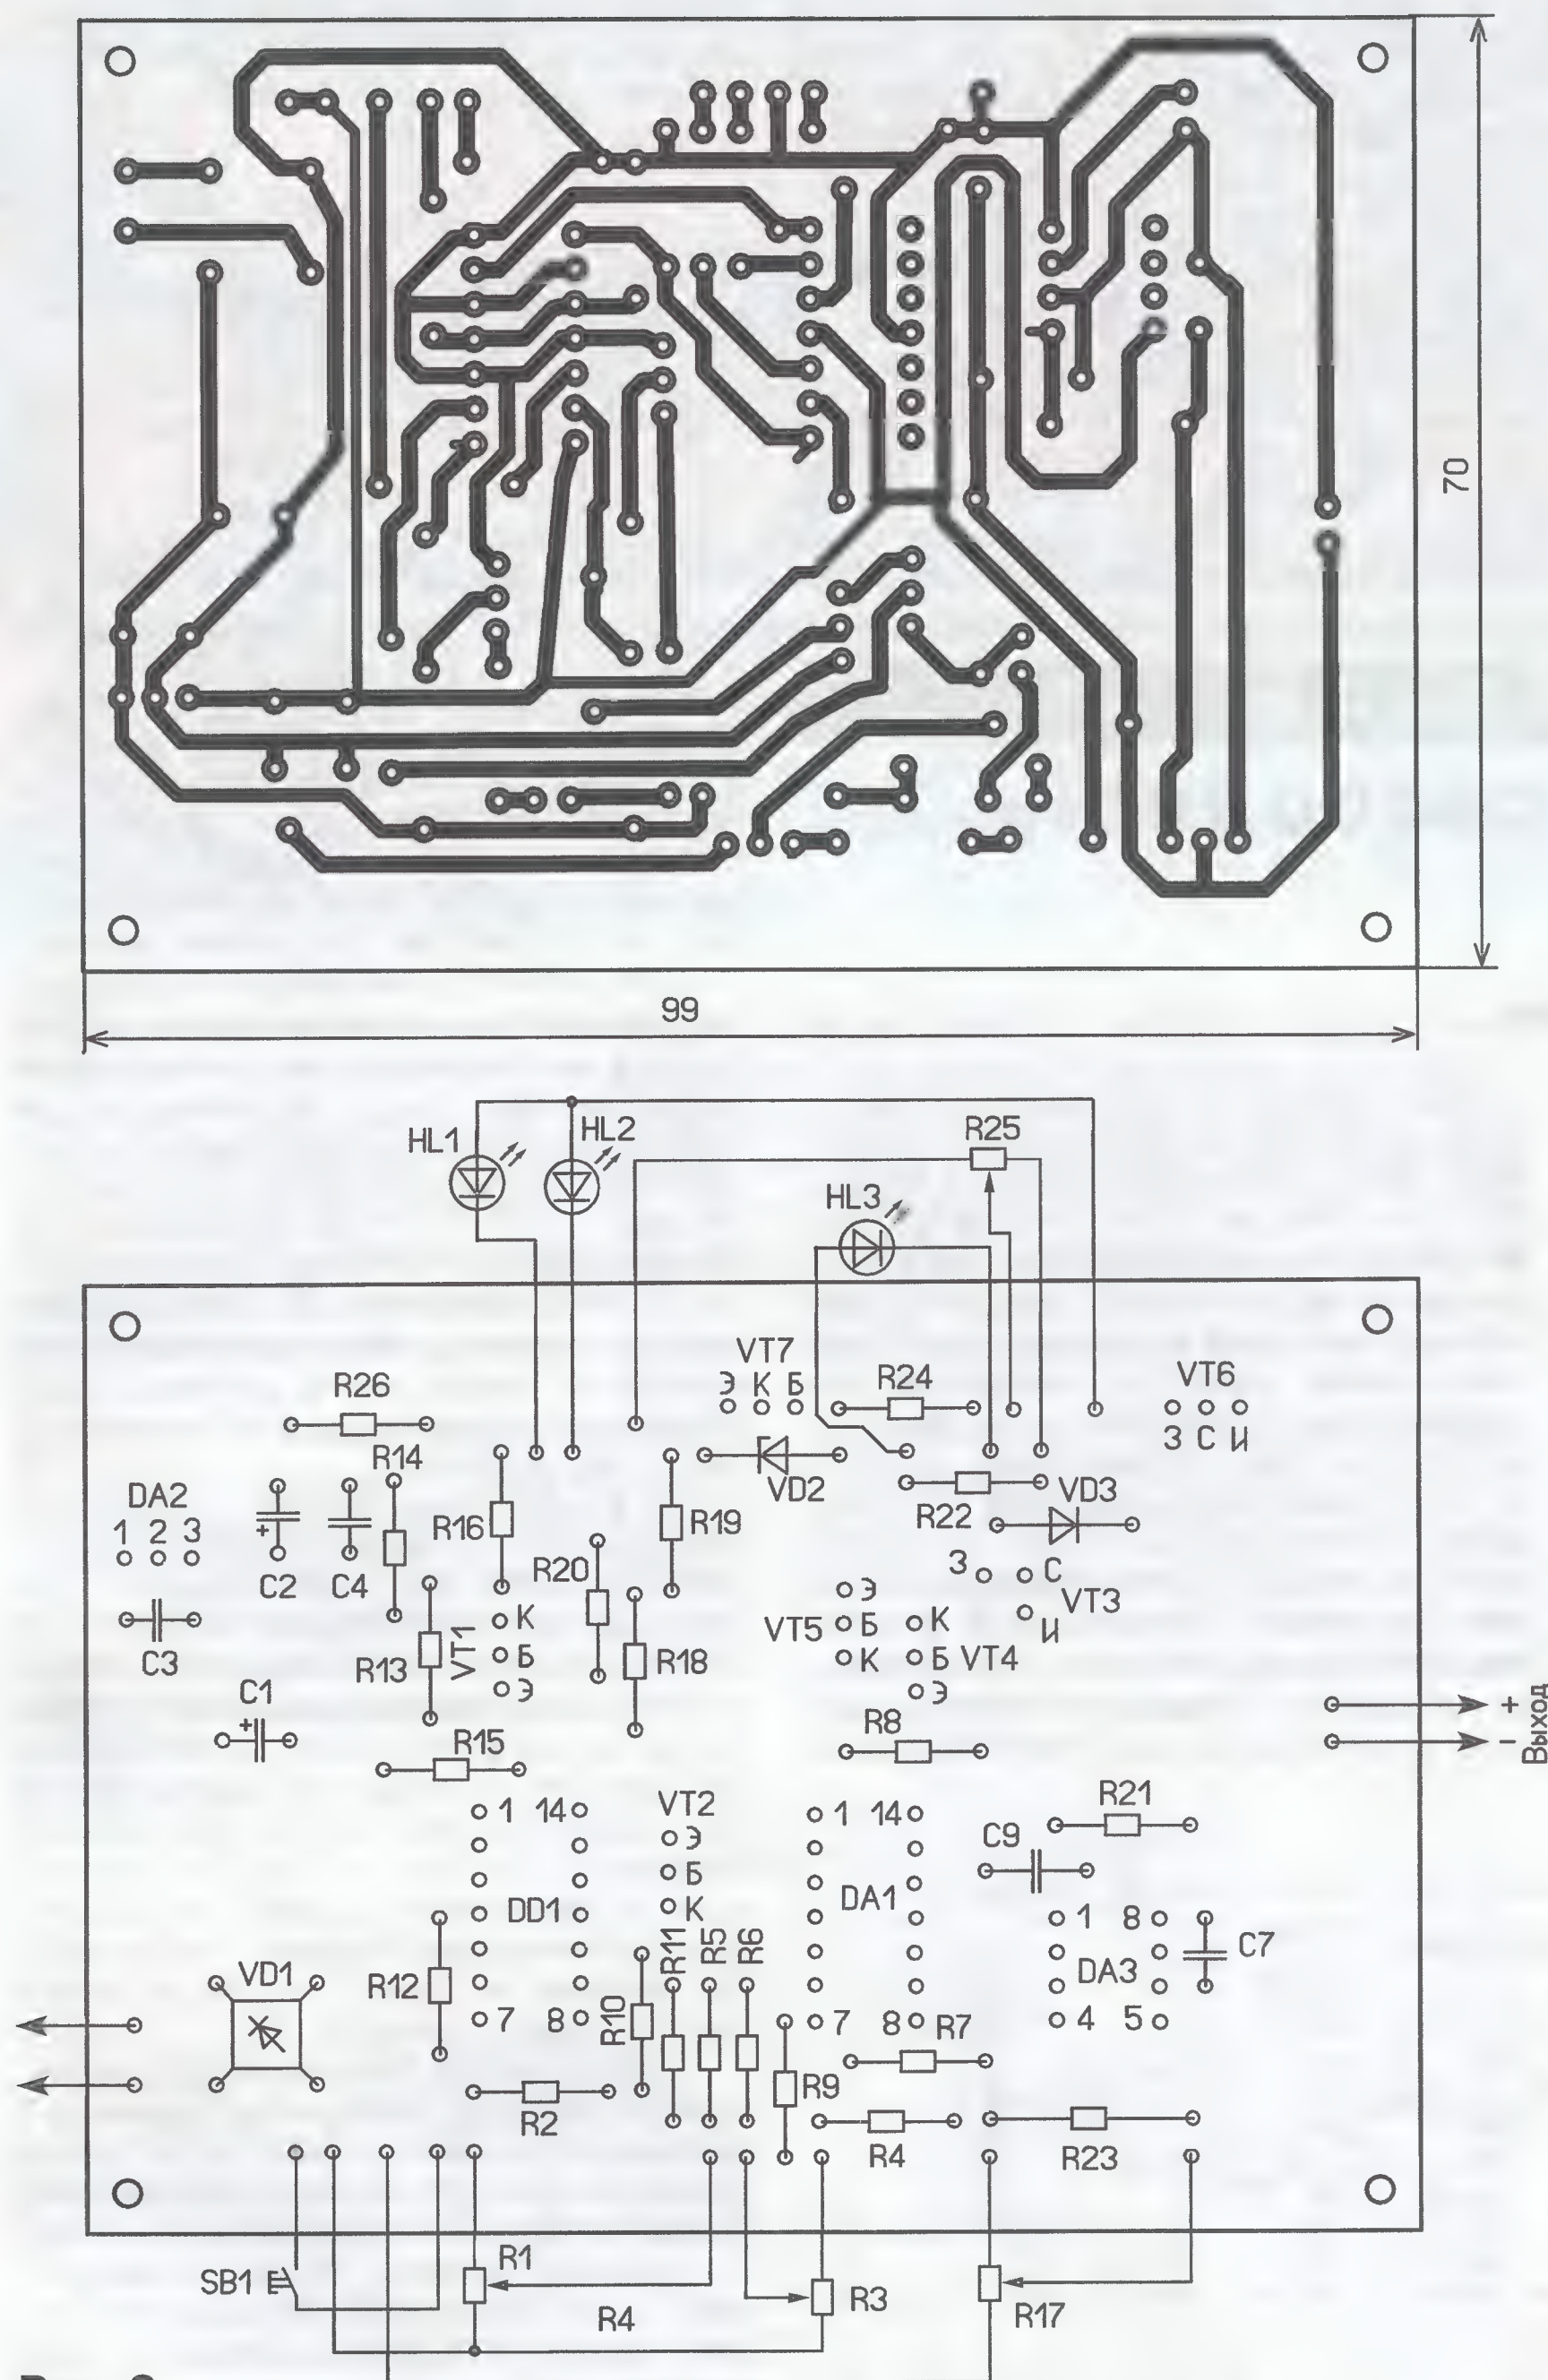 70
99
HL1
HL2
R25
HL3
VT7
Э К Б
R24
VT6
З С И
R26
R14
VD2
DA2
1 2 3
C2
C4
R16
R19
R22
VD3
R20
З
С
VT3
И
C3
R13
VT1
К
Б
Э
R18
VT5
Э
Б
К
К
Б
VT4
Э
C1
R15
R8
+
-
Выход
1 14
VT2
Э
Б
К
DD1
7 8
1 14
DA1
7 8
C9
R21
1 8
DA3
4 5
C7
VD1
R12
R10
R11
R5
R6
R7
R2
R9
R4
R23
SB1
R1
R4
R3
R17